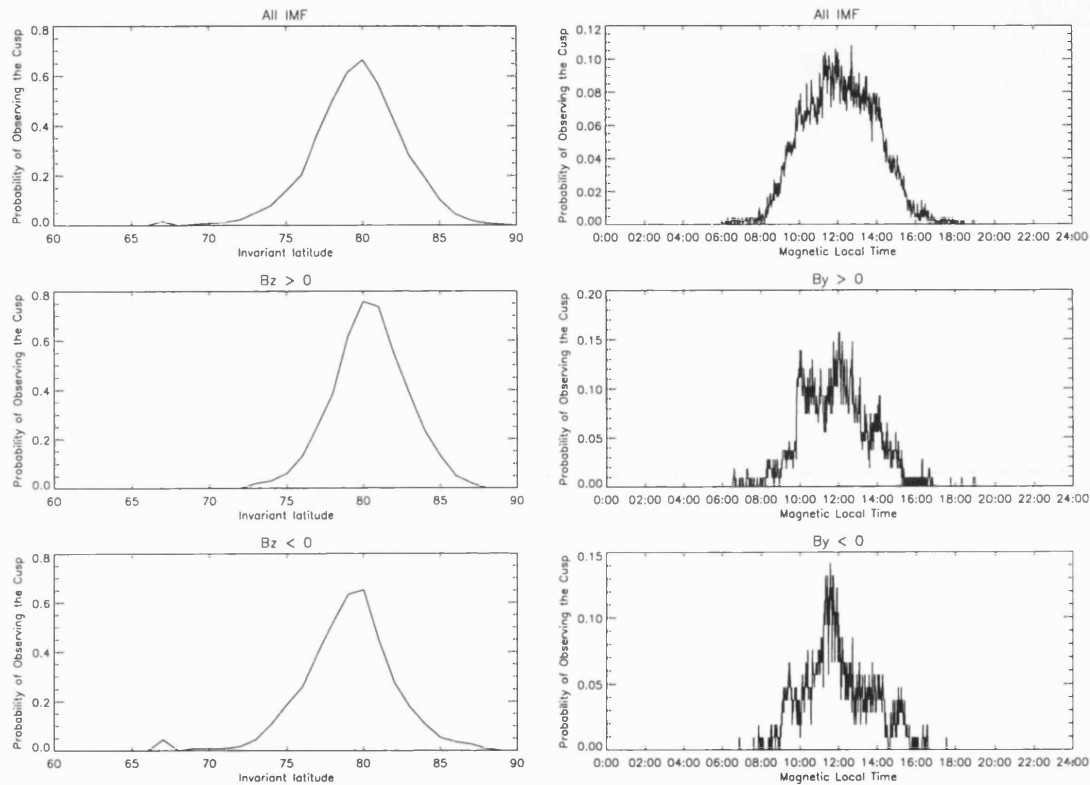 All IMF
Probability of Observing the Cusp
0.8
0.6
0.4
0.2
0.0
60 65 70 75 80 85 90
Invariant latitude
All IMF
Probability of Observing the Cusp
0.12
0.10
0.08
0.06
0.04
0.02
0.00
0:00 02:00 04:00 06:00 08:00 10:00 12:00 14:00 16:00 18:00 20:00 22:00 24:00
Magnetic Local Time
Bz > 0
Probability of Observing the Cusp
0.8
0.6
0.4
0.2
0.0
60 65 70 75 80 85 90
Invariant latitude
By > 0
Probability of Observing the Cusp
0.20
0.15
0.10
0.05
0.00
0:00 02:00 04:00 06:00 08:00 10:00 12:00 14:00 16:00 18:00 20:00 22:00 24:00
Magnetic Local Time
Bz < 0
Probability of Observing the Cusp
0.8
0.6
0.4
0.2
0.0
60 65 70 75 80 85 90
Invariant latitude
By < 0
Probability of Observing the Cusp
0.15
0.10
0.05
0.00
0:00 02:00 04:00 06:00 08:00 10:00 12:00 14:00 16:00 18:00 20:00 22:00 24:00
Magnetic Local Time